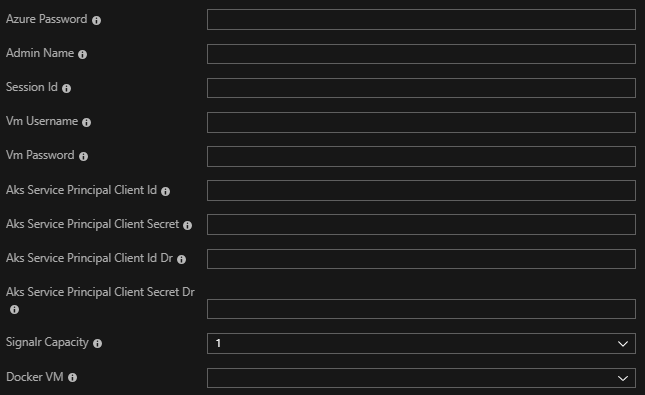 Azure Password
Admin Name
Session Id
Vm Username
Vm Password
Aks Service Principal Client Id
Aks Service Principal Client Secret
Aks Service Principal Client Id Dr
Aks Service Principal Client Secret Dr
Signalr Capacity 1
Docker VM